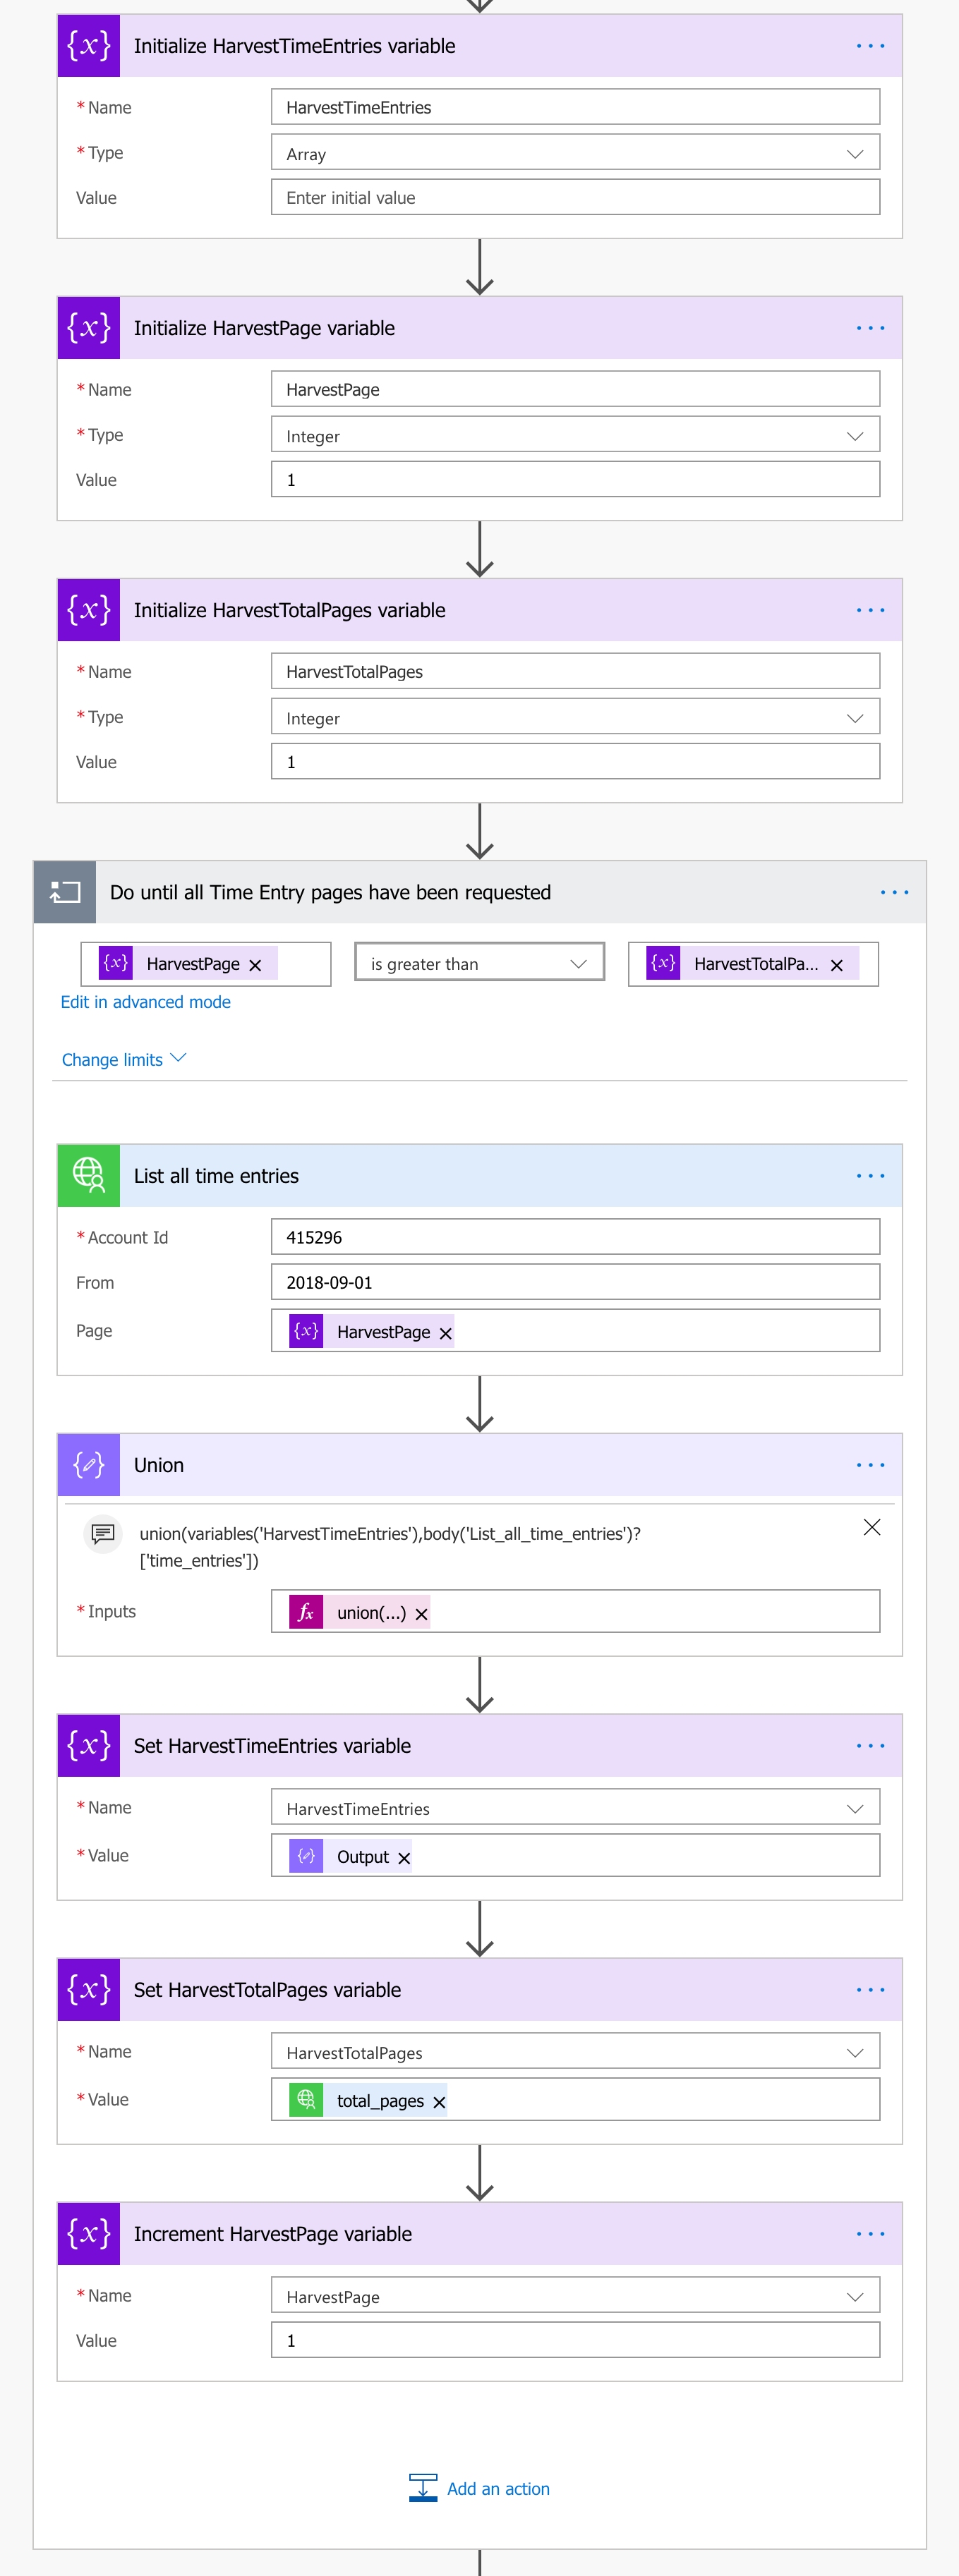 {x} Initialize HarvestTimeEntries variable ...
* Name HarvestTimeEntries
* Type Array
Value Enter initial value
{x} Initialize HarvestPage variable ...
* Name HarvestPage
* Type Integer
Value 1
{x} Initialize HarvestTotalPages variable ...
* Name HarvestTotalPages
* Type Integer
Value 1
Do until all Time Entry pages have been requested ...
{x} HarvestPage × is greater than {x} HarvestTotalPa... ×
Edit in advanced mode
Change limits
List all time entries ...
* Account Id 415296
From 2018-09-01
Page {x} HarvestPage ×
Union ...
union(variables('HarvestTimeEntries'),body('List_all_time_entries')?
['time_entries'])
* Inputs fx union(...) ×
{x} Set HarvestTimeEntries variable ...
* Name HarvestTimeEntries
* Value Output ×
{x} Set HarvestTotalPages variable ...
* Name HarvestTotalPages
* Value total_pages ×
{x} Increment HarvestPage variable ...
* Name HarvestPage
Value 1
Add an action